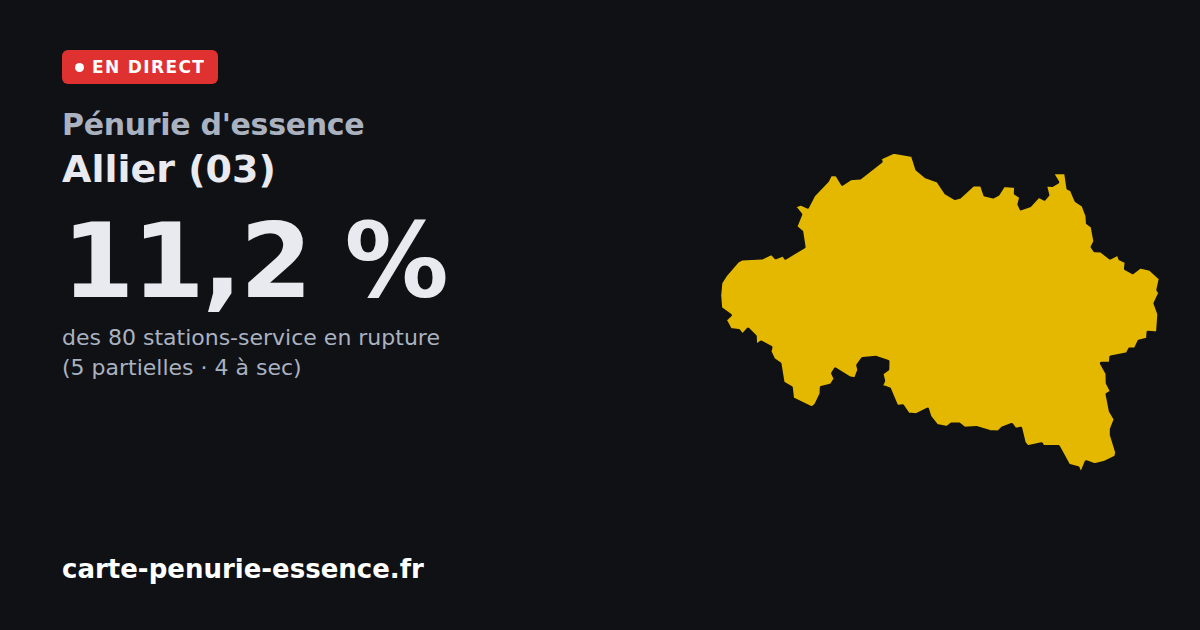 EN DIRECT
Pénurie d'essence
Allier (03)
11,2 %
des 80 stations-service en rupture
(5 partielles · 4 à sec)
carte-penurie-essence.fr